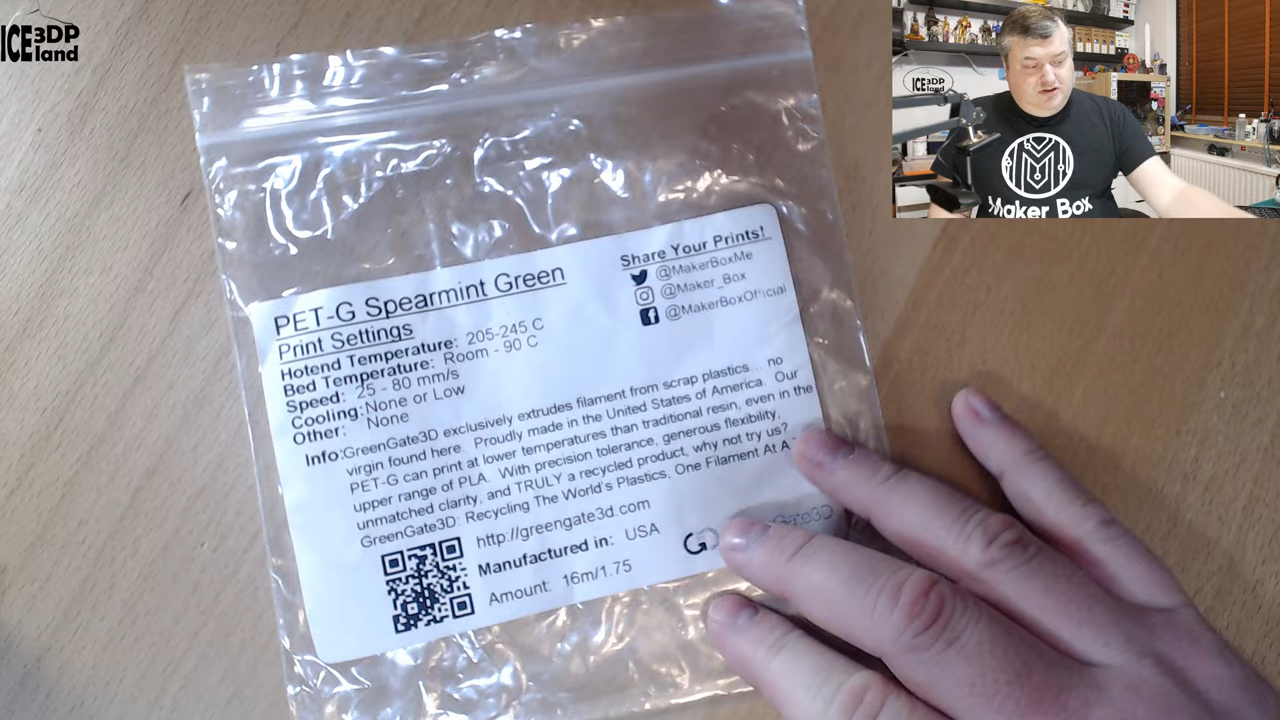 ICE3DP
land
ICE3DP
land
Maker Box
PET-G Spearmint Green
Print Settings
Hotend Temperature: 205-245 C
Bed Temperature: Room - 90 C
Speed: 25 - 80 mm/s
Cooling: None or Low
Other: None
Share Your Prints!
@MakerBoxMe
@Maker_Box
@MakerBoxOfficial
Info: GreenGate3D exclusively extrudes filament from scrap plastics... no
virgin found here. Proudly made in the United States of America. Our
PET-G can print at lower temperatures than traditional resin, even in the
upper range of PLA. With precision tolerance, generous flexibility,
unmatched clarity, and TRULY a recycled product, why not try us?
GreenGate3D: Recycling The World's Plastics, One Filament At A
http://greengate3d.com
Manufactured in: USA
Amount: 16m/1.75